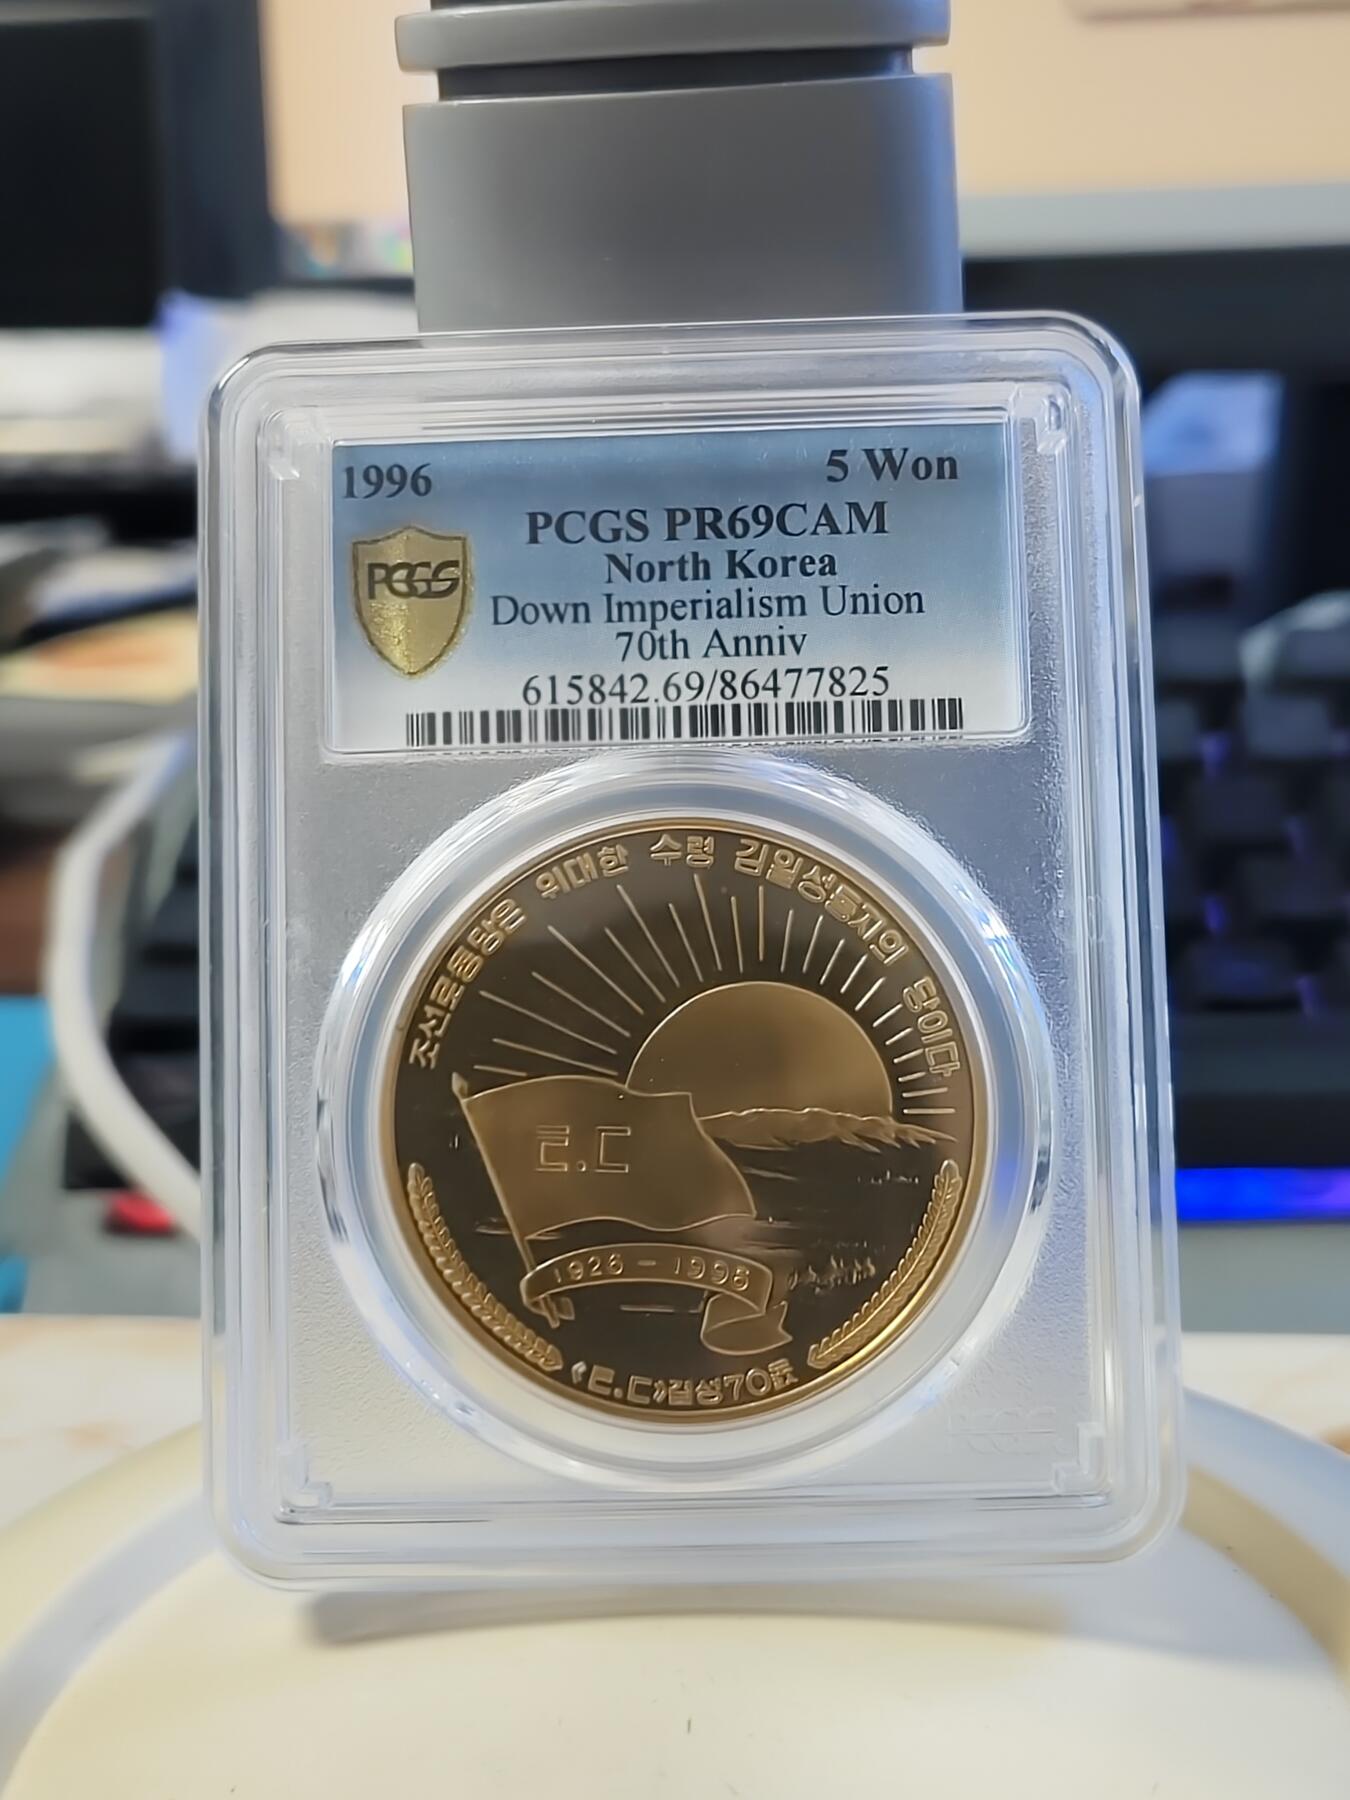 1996 5 Won
PCGS PR69CAM
North Korea
PCGS
Down Imperialism Union
70th Anniv
615842.69/86477825
조선로동당은 위대한 수령 김일성동지의 당이다
ㅌ.ㄷ
1926 - 1996
《ㅌ.ㄷ》결성70돐
PCGS